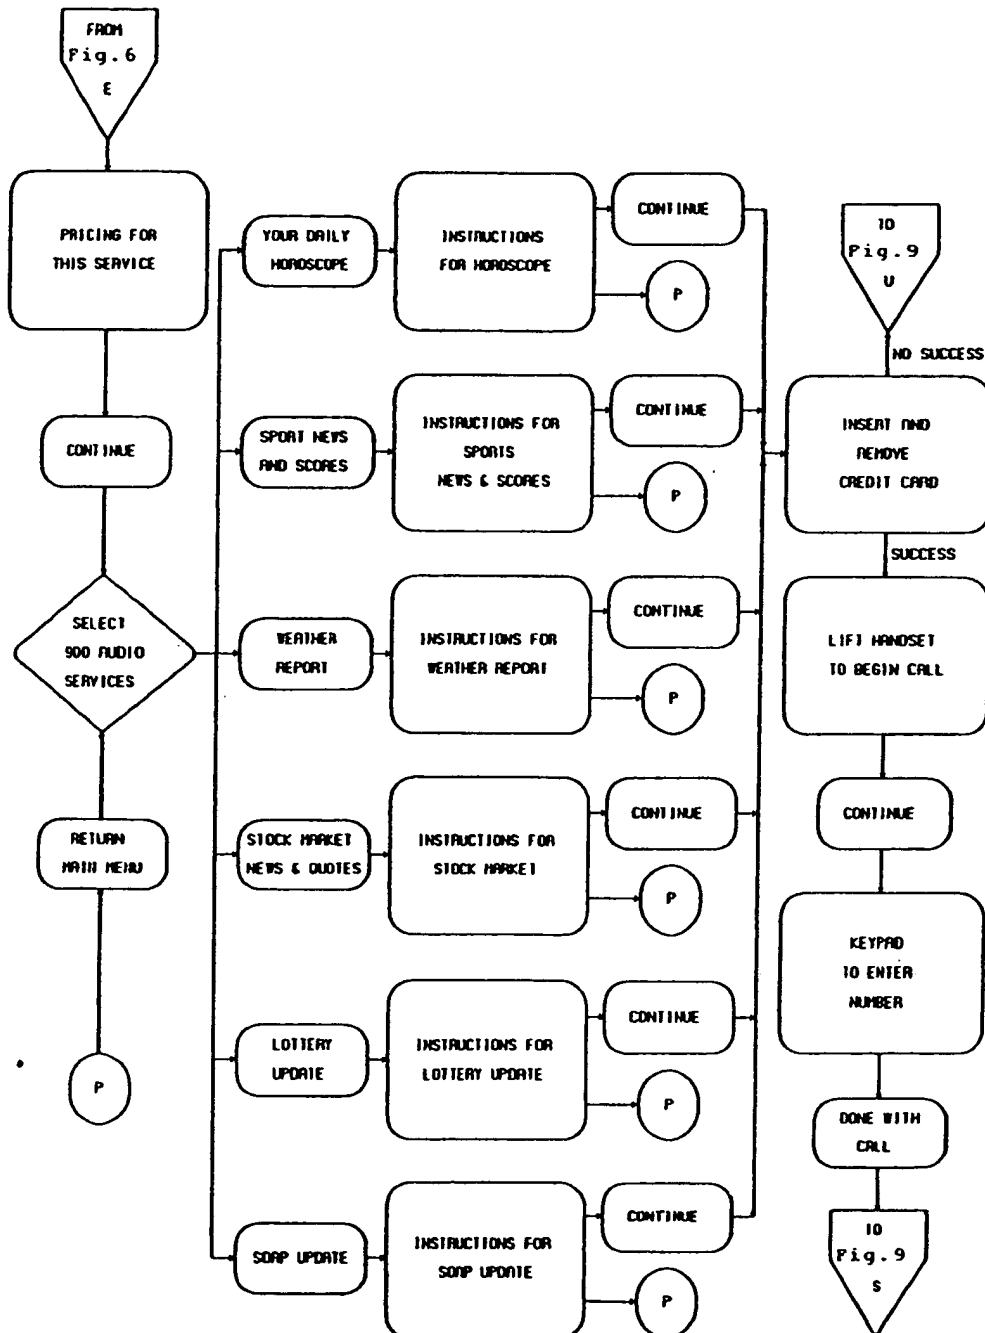 FROM
Fig.6
E
PRICING FOR
THIS SERVICE
CONTINUE
SELECT
900 AUDIO
SERVICES
RETURN
MAIN MENU
P
YOUR DAILY
HOROSCOPE
INSTRUCTIONS
FOR HOROSCOPE
CONTINUE
P
SPORT NEWS
AND SCORES
INSTRUCTIONS FOR
SPORTS
NEWS & SCORES
CONTINUE
P
WEATHER
REPORT
INSTRUCTIONS FOR
WEATHER REPORT
CONTINUE
P
STOCK MARKET
NEWS & QUOTES
INSTRUCTIONS FOR
STOCK MARKET
CONTINUE
P
LOTTERY
UPDATE
INSTRUCTIONS FOR
LOTTERY UPDATE
CONTINUE
P
SOAP UPDATE
INSTRUCTIONS FOR
SOAP UPDATE
CONTINUE
P
TO
Fig.9
U
NO SUCCESS
INSERT AND
REMOVE
CREDIT CARD
SUCCESS
LIFT HANDSET
TO BEGIN CALL
CONTINUE
KEYPAD
TO ENTER
NUMBER
DONE WITH
CALL
TO
Fig.9
S